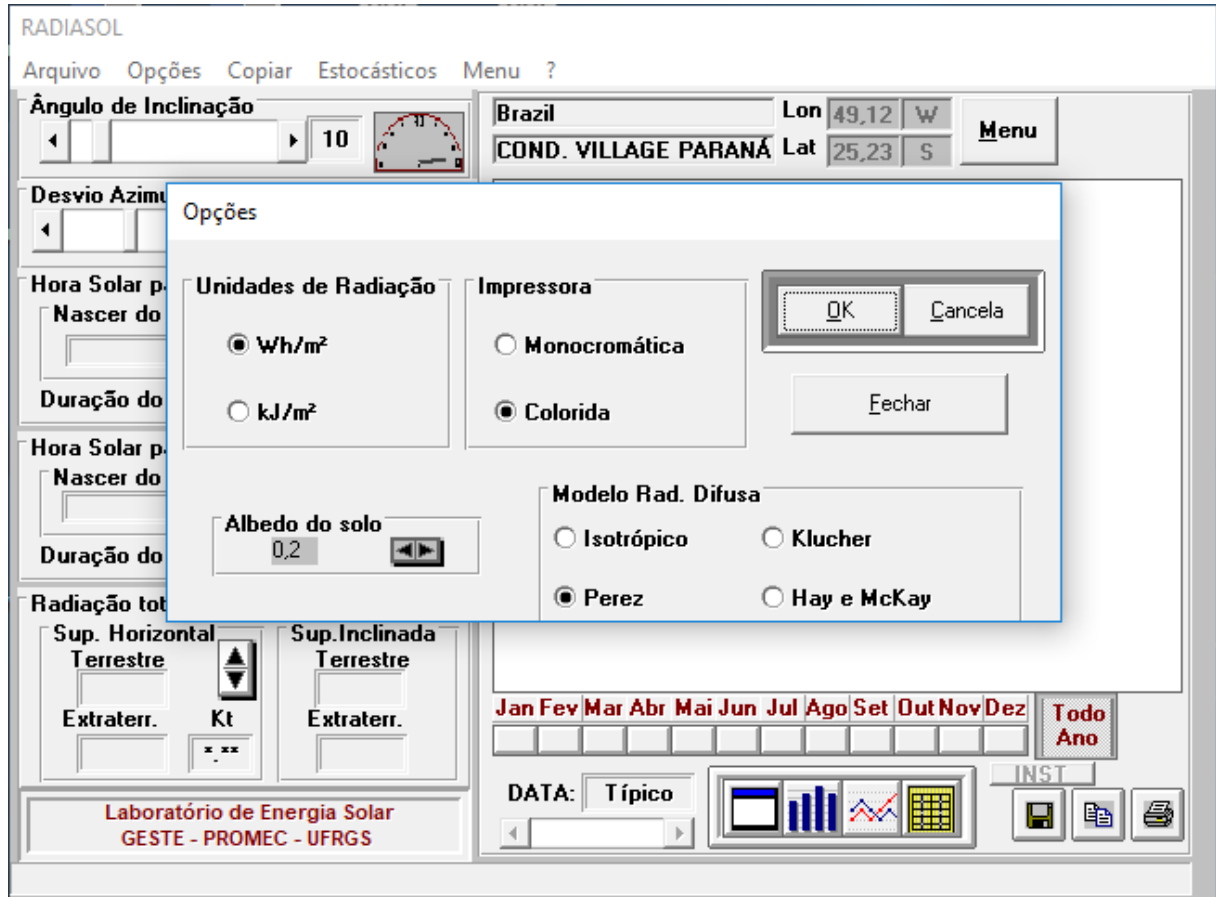 RADIASOL
Arquivo Opções Copiar Estocásticos Menu ?
Ângulo de Inclinação
10
Brazil
Lon 49,12 W
COND. VILLAGE PARANÁ
Lat 25,23 S
Menu
Desvio Azimu
Hora Solar p
Nascer do
Duração do
Hora Solar p
Nascer do
Duração do
Opções
Unidades de Radiação
Wh/m²
kJ/m²
Impressora
Monocromática
Colorida
OK
Cancela
Fechar
Albedo do solo
0,2
Modelo Rad. Difusa
Isotrópico
Klucher
Perez
Hay e McKay
Radiação tot
Sup. Horizontal
Terrestre
Extraterr.
Kt
*.**
Sup.Inclinada
Terrestre
Extraterr.
Laboratório de Energia Solar
GESTE - PROMEC - UFRGS
Jan Fev Mar Abr Mai Jun Jul Ago Set Out Nov Dez
Todo
Ano
INST
DATA: Típico